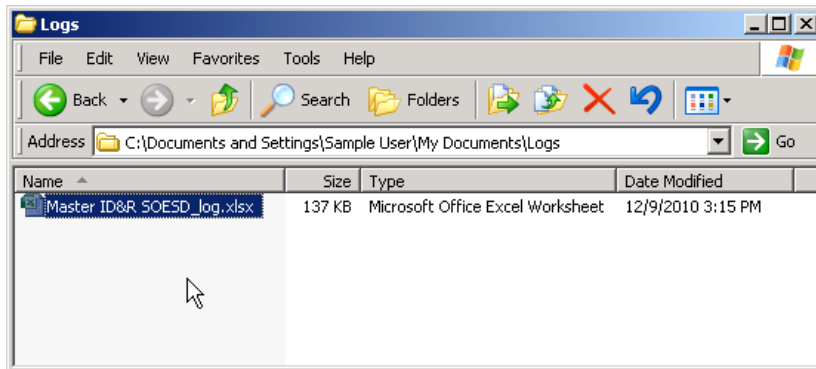 Logs
File Edit View Favorites Tools Help
Back Search Folders
Address C:\Documents and Settings\Sample User\My Documents\Logs Go
Name Size Type Date Modified
Master ID&R SOESD_log.xlsx 137 KB Microsoft Office Excel Worksheet 12/9/2010 3:15 PM